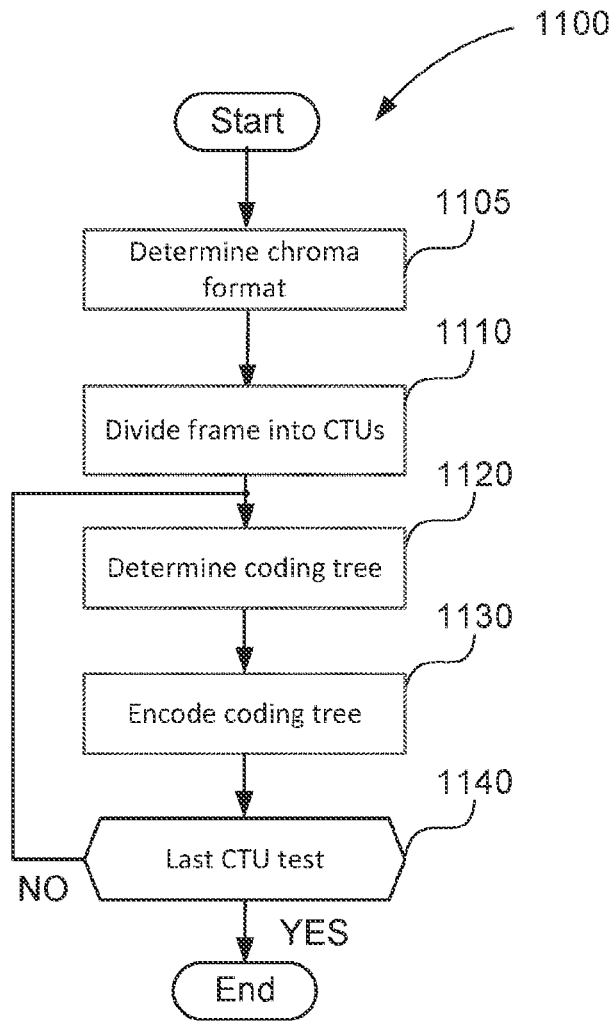 1100
Start
1105
Determine chroma
format
1110
Divide frame into CTUs
1120
Determine coding tree
1130
Encode coding tree
1140
Last CTU test
NO
YES
End